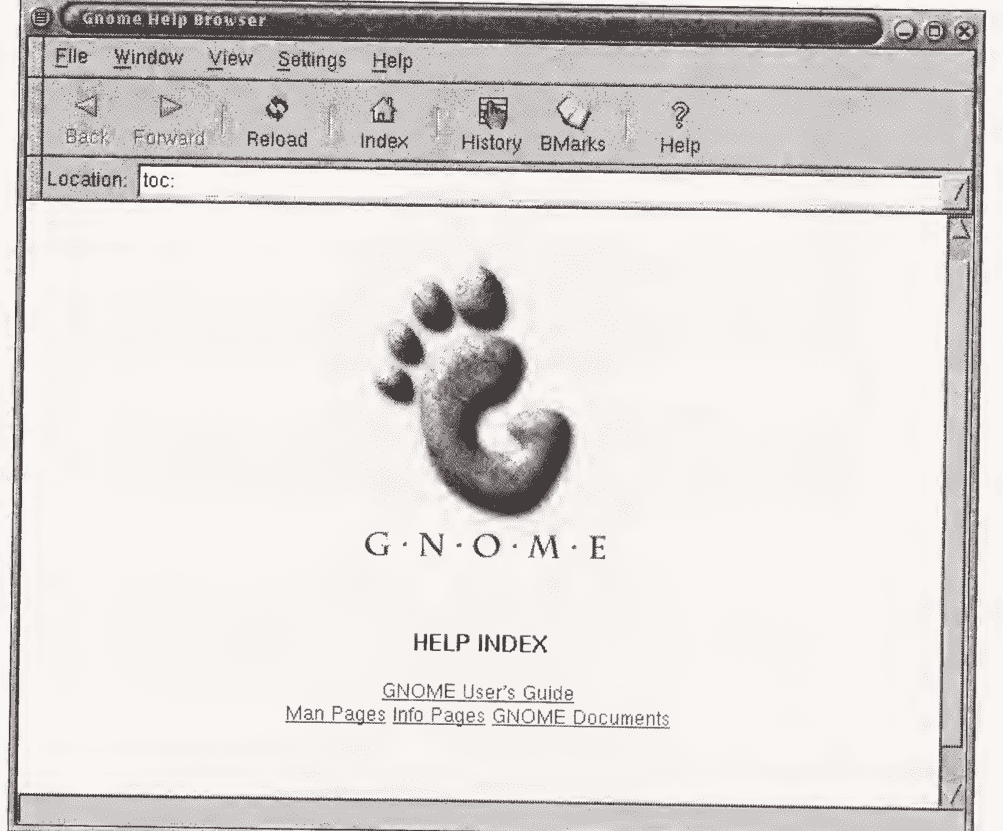 Gnome Help Browser
File Window View Settings Help
Back Forward Reload Index History BMarks Help
Location: toc:
G·N·O·M·E
HELP INDEX
GNOME User's Guide
Man Pages Info Pages GNOME Documents